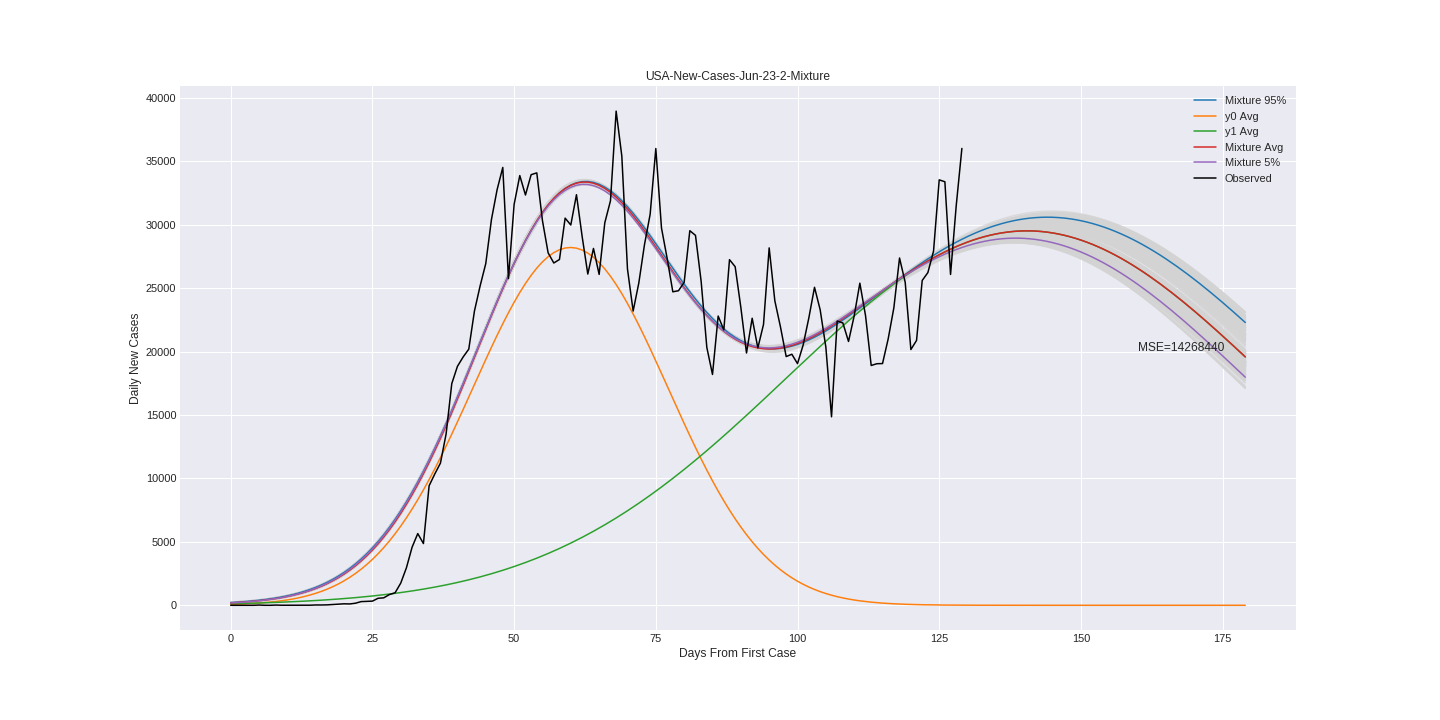 USA-New-Cases-Jun-23-2-Mixture
40000
35000
30000
25000
20000
15000
10000
5000
0
Daily New Cases
Mixture 95%
y0 Avg
y1 Avg
Mixture Avg
Mixture 5%
Observed
MSE=14268440
0 25 50 75 100 125 150 175
Days From First Case